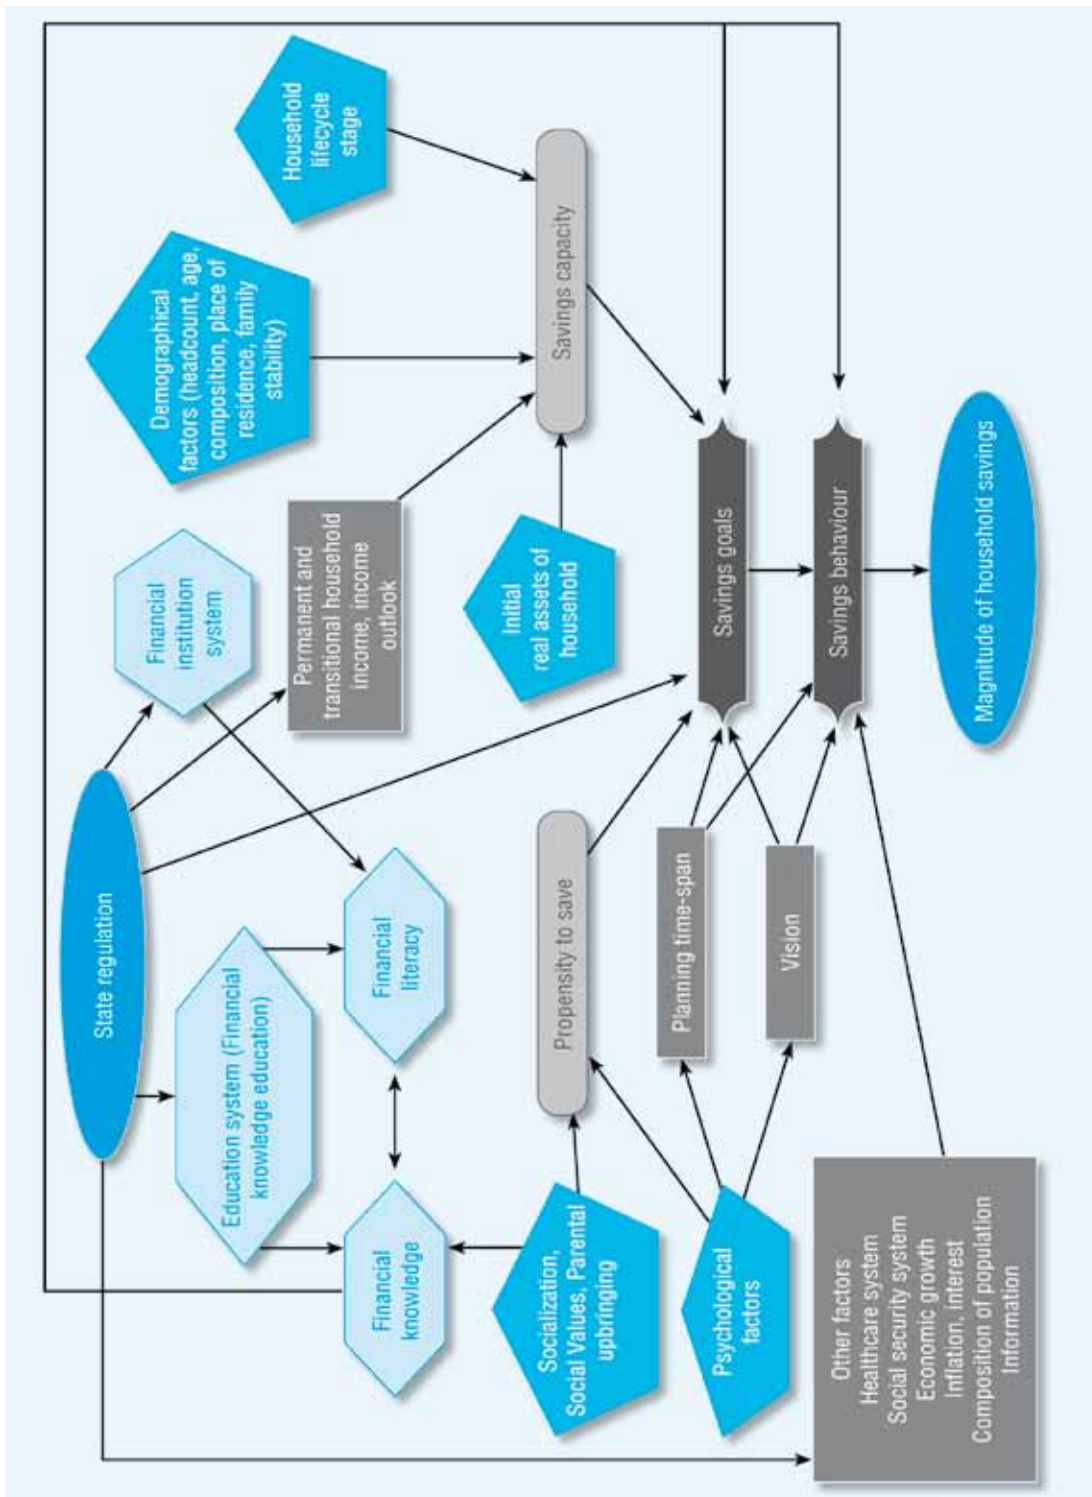 State regulation
Education system (Financial
knowledge education)
Financial
institution
system
Demographical
factors (headcount, age,
composition, place of
residence, family
stability)
Household
lifecycle
stage
Permanent and
transitional household
income, income
outlook
Financial
knowledge
Financial
literacy
Socialization,
Social Values, Parental
upbringing
Propensity to save
Initial
real assets of
household
Savings capacity
Psychological
factors
Planning time-span
Vision
Savings goals
Savings behaviour
Other factors
Healthcare system
Social security system
Economic growth
Inflation, interest
Composition of population
Information
Magnitude of household savings